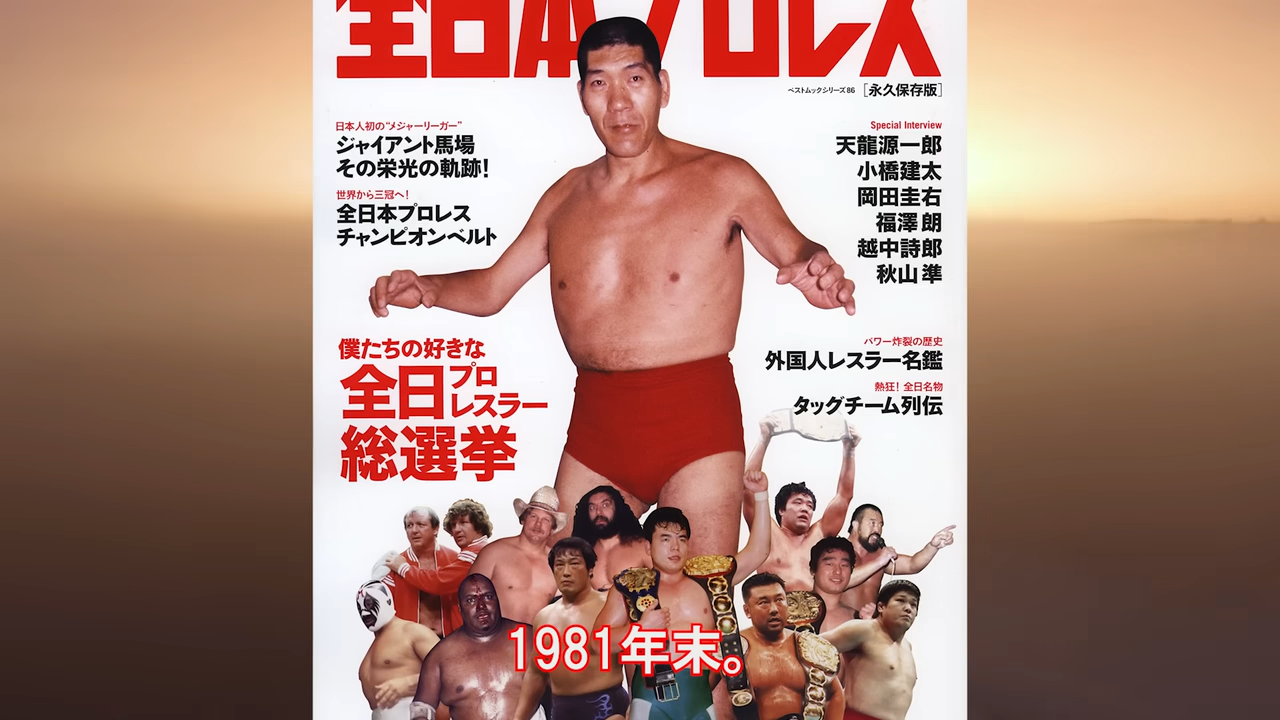 全日本プロレス
ベストムックシリーズ86 [永久保存版]
日本人初の"メジャーリーガー"
ジャイアント馬場
その栄光の軌跡!
世界から三冠へ!
全日本プロレス
チャンピオンベルト
Special Interview
天龍源一郎
小橋建太
岡田圭右
福澤 朗
越中詩郎
秋山 準
僕たちの好きな
全日プロレスラー
総選挙
パワー炸裂の歴史
外国人レスラー名鑑
熱狂! 全日名物
タッグチーム列伝
1981年末。